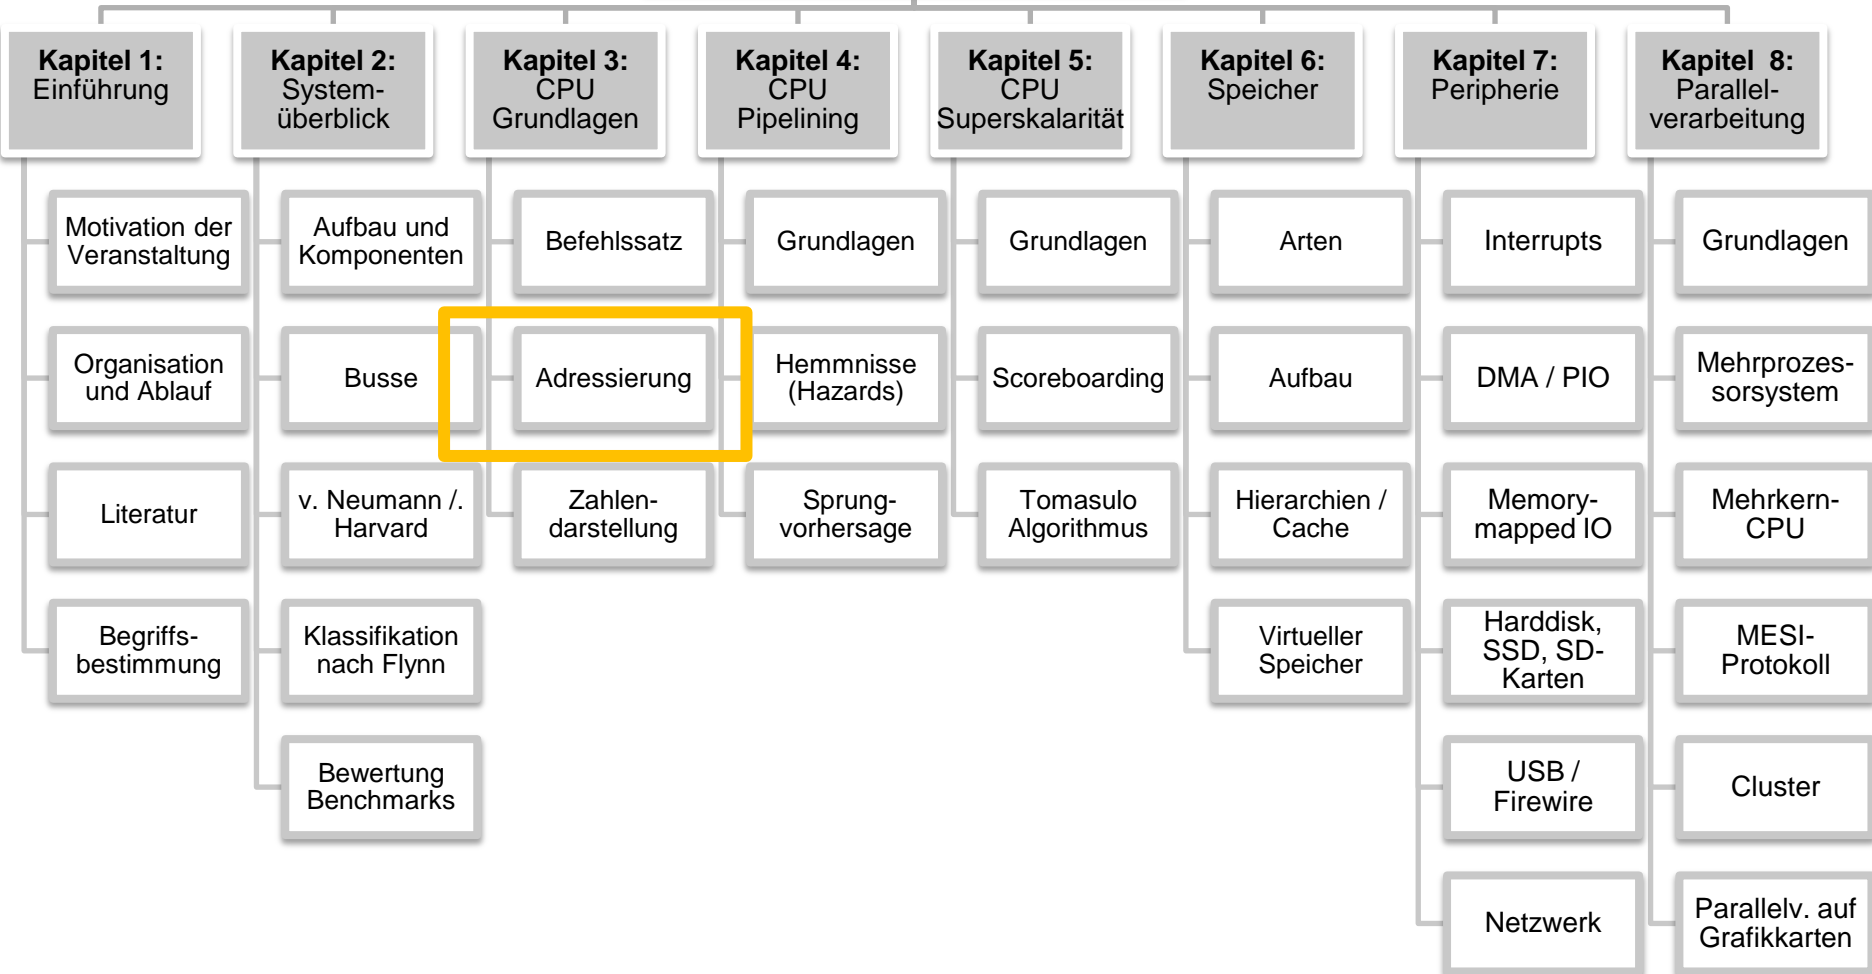 Kapitel 1:
Einführung
Motivation der
Veranstaltung
Organisation
und Ablauf
Literatur
Begriffs-
bestimmung
Kapitel 2:
System-
überblick
Aufbau und
Komponenten
Busse
v. Neumann /.
Harvard
Klassifikation
nach Flynn
Bewertung
Benchmarks
Kapitel 3:
CPU
Grundlagen
Befehlssatz
Adressierung
Zahlen-
darstellung
Kapitel 4:
CPU
Pipelining
Grundlagen
Hemmnisse
(Hazards)
Sprung-
vorhersage
Kapitel 5:
CPU
Superskalarität
Grundlagen
Scoreboarding
Tomasulo
Algorithmus
Kapitel 6:
Speicher
Arten
Aufbau
Hierarchien /
Cache
Virtueller
Speicher
Kapitel 7:
Peripherie
Interrupts
DMA / PIO
Memory-
mapped IO
Harddisk,
SSD, SD-
Karten
USB /
Firewire
Netzwerk
Kapitel 8:
Parallel-
verarbeitung
Grundlagen
Mehrprozes-
sorsystem
Mehrkern-
CPU
MESI-
Protokoll
Cluster
Parallelv. auf
Grafikkarten